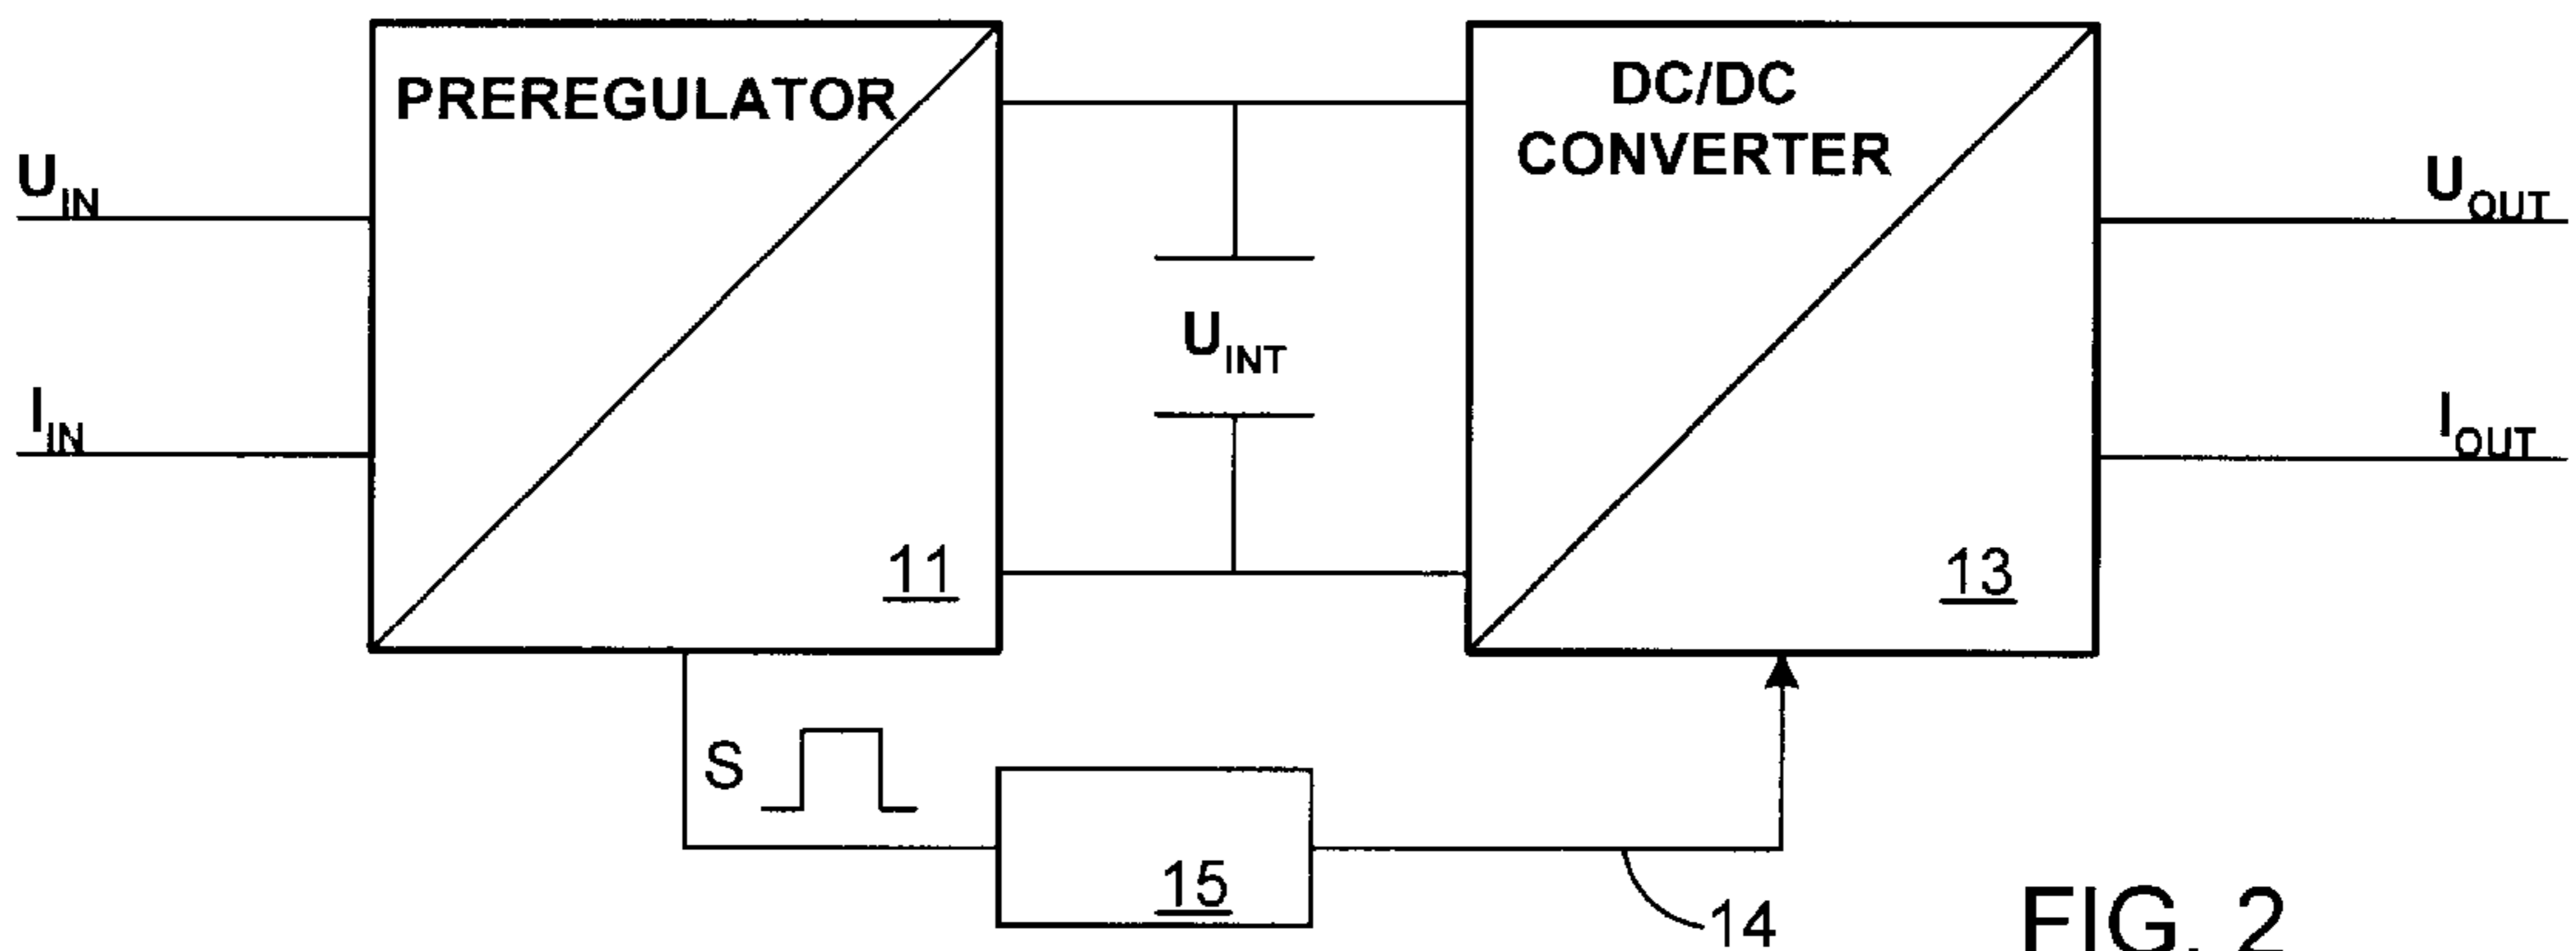 PREREGULATOR
DC/DC
CONVERTER
U_IN
U_OUT
U_INT
I_IN
I_OUT
11
13
S
15
14
FIG. 2